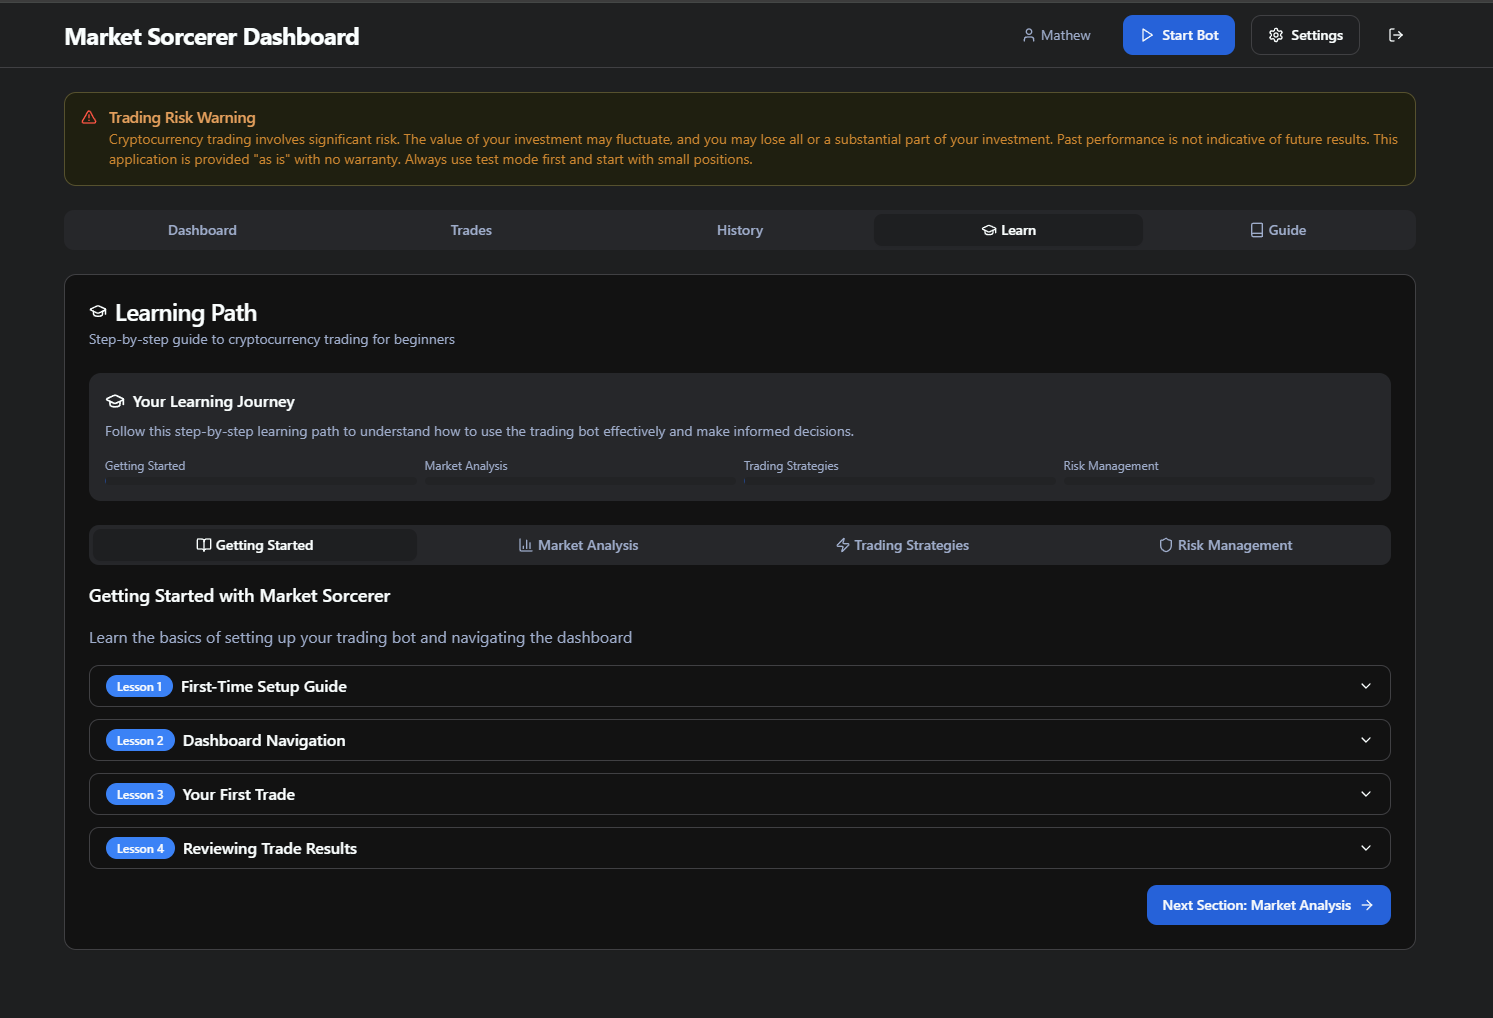 Market Sorcerer Dashboard
Mathew
Start Bot
Settings
Trading Risk Warning
Cryptocurrency trading involves significant risk. The value of your investment may fluctuate, and you may lose all or a substantial part of your investment. Past performance is not indicative of future results. This
application is provided "as is" with no warranty. Always use test mode first and start with small positions.
Dashboard
Trades
History
Learn
Guide
Learning Path
Step-by-step guide to cryptocurrency trading for beginners
Your Learning Journey
Follow this step-by-step learning path to understand how to use the trading bot effectively and make informed decisions.
Getting Started
Market Analysis
Trading Strategies
Risk Management
Getting Started
Market Analysis
Trading Strategies
Risk Management
Getting Started with Market Sorcerer
Learn the basics of setting up your trading bot and navigating the dashboard
Lesson 1 First-Time Setup Guide
Lesson 2 Dashboard Navigation
Lesson 3 Your First Trade
Lesson 4 Reviewing Trade Results
Next Section: Market Analysis